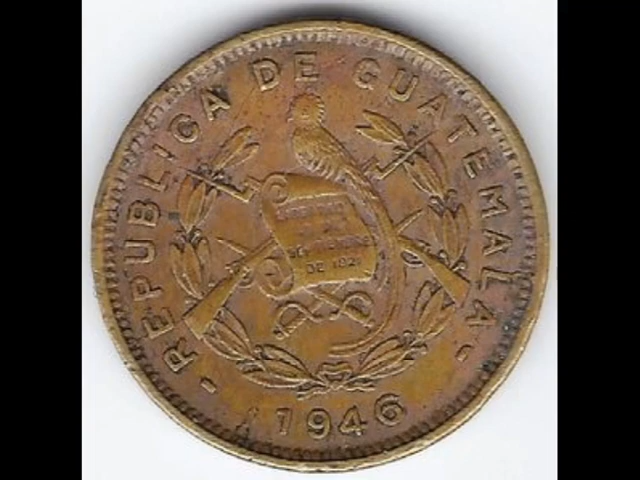 - REPUBLICA DE GUATEMALA -
LIBERTAD
15 DE
SEPTIEMBRE
DE 1821
1946